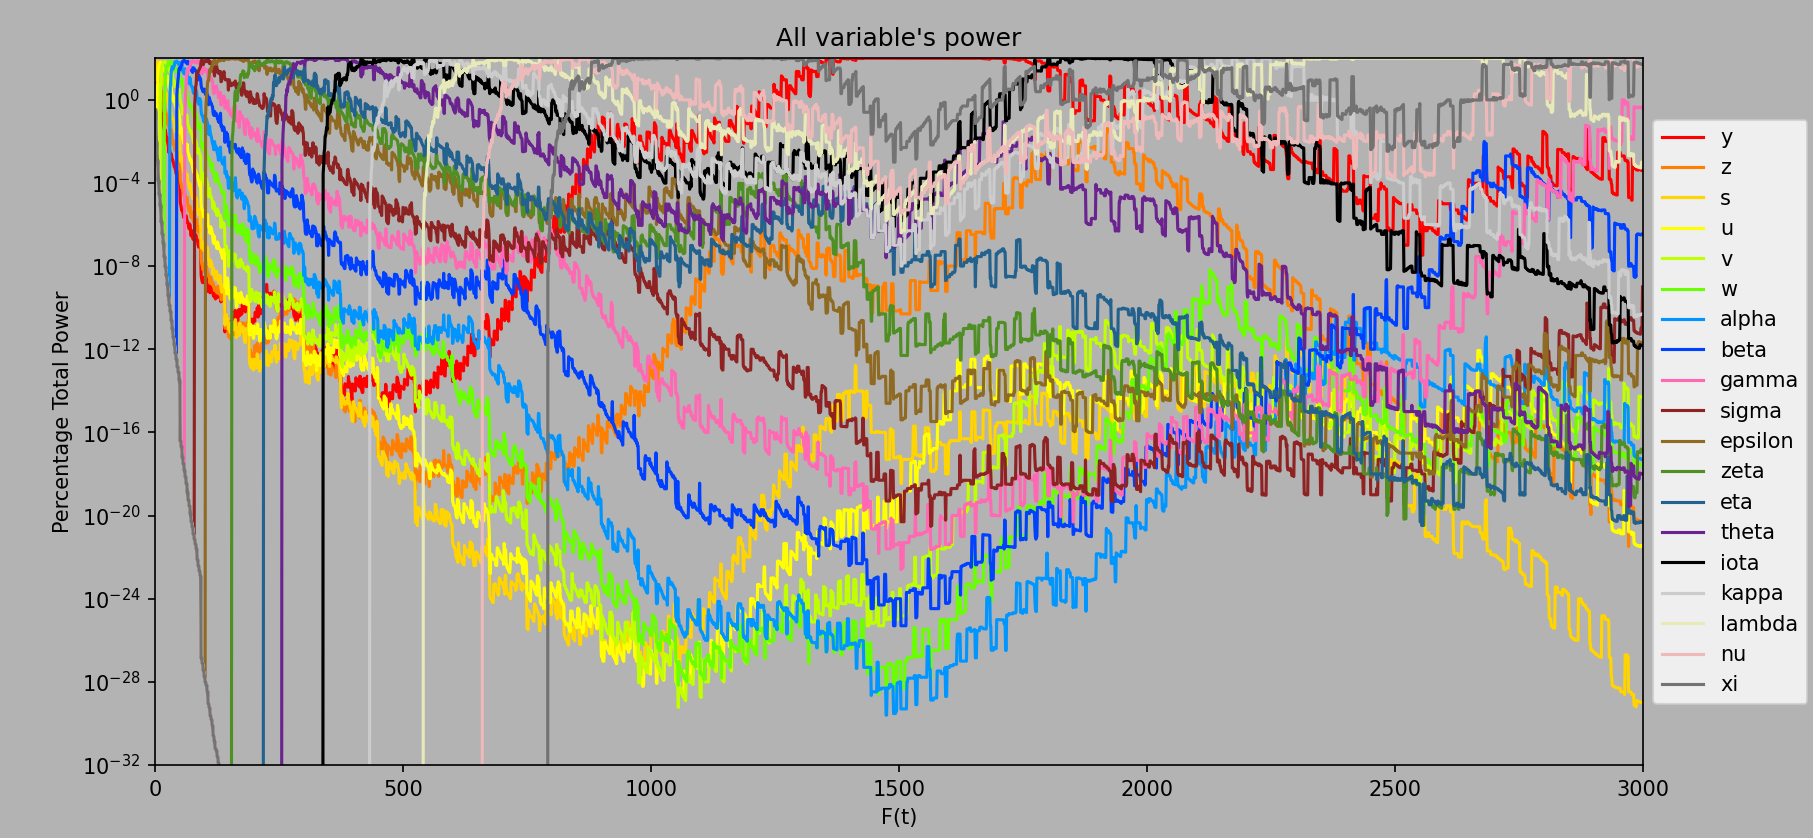 All variable's power
Percentage Total Power
10^0
10^-4
10^-8
10^-12
10^-16
10^-20
10^-24
10^-28
10^-32
0 500 1000 1500 2000 2500 3000
F(t)
y
z
s
u
v
w
alpha
beta
gamma
sigma
epsilon
zeta
eta
theta
iota
kappa
lambda
nu
xi